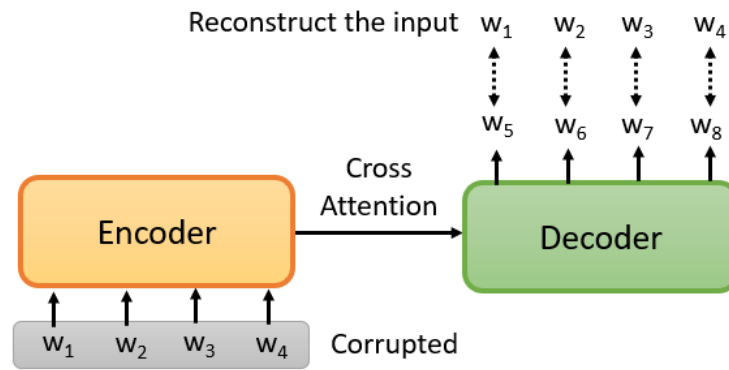 Reconstruct the input w₁ w₂ w₃ w₄
w₅ w₆ w₇ w₈
Cross
Attention
Encoder
Decoder
w₁ w₂ w₃ w₄ Corrupted